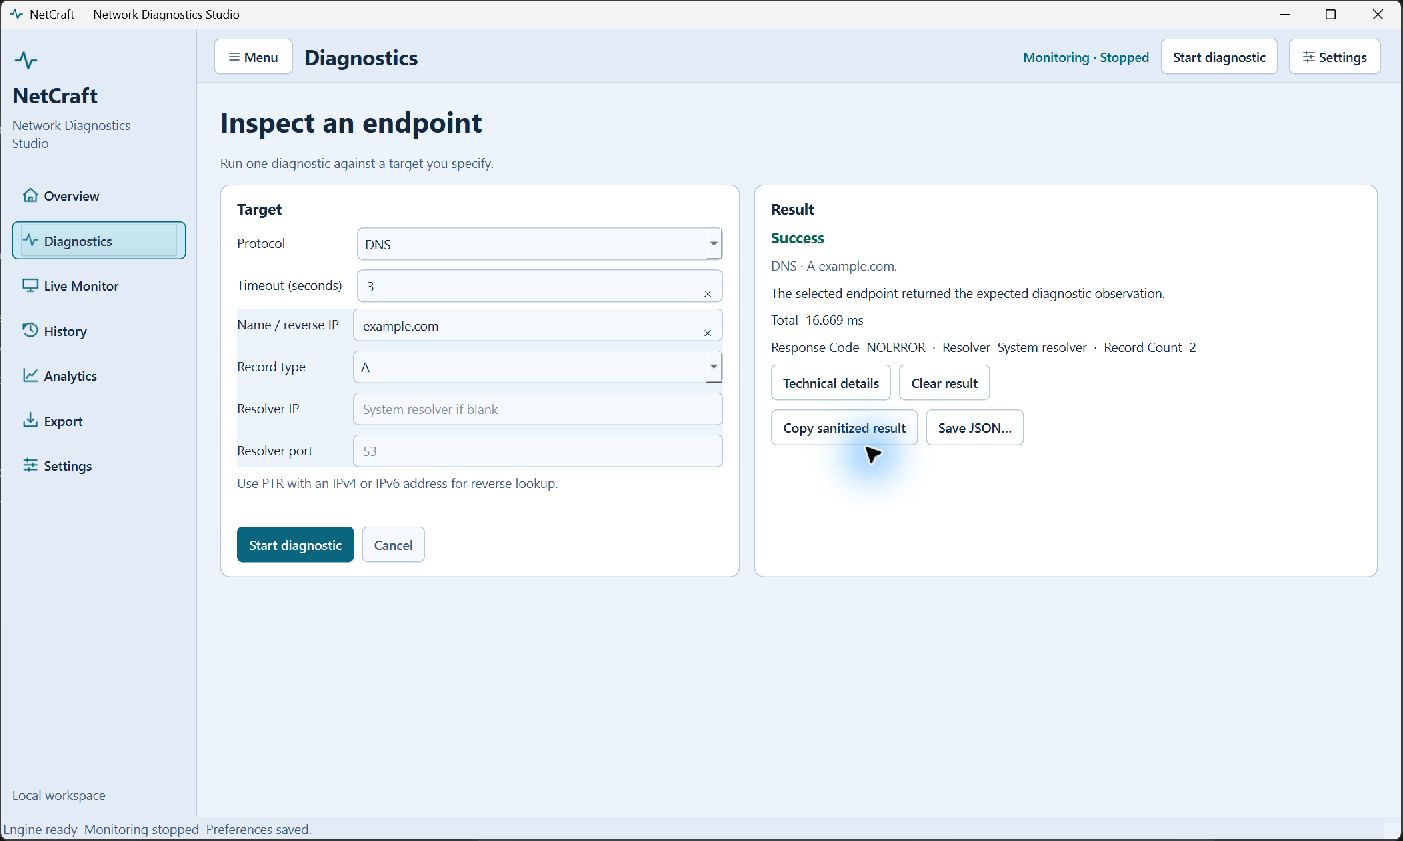 NetCraft Network Diagnostics Studio
NetCraft
Network Diagnostics
Studio
Overview
Diagnostics
Live Monitor
History
Analytics
Export
Settings
Local workspace
Menu
Diagnostics
Monitoring · Stopped
Start diagnostic
Settings
Inspect an endpoint
Run one diagnostic against a target you specify.
Target
Protocol DNS
Timeout (seconds) 3
Name / reverse IP example.com
Record type A
Resolver IP System resolver if blank
Resolver port 53
Use PTR with an IPv4 or IPv6 address for reverse lookup.
Start diagnostic Cancel
Result
Success
DNS · A example.com.
The selected endpoint returned the expected diagnostic observation.
Total 16.669 ms
Response Code NOERROR · Resolver System resolver · Record Count 2
Technical details Clear result
Copy sanitized result Save JSON...
Engine ready Monitoring stopped Preferences saved.